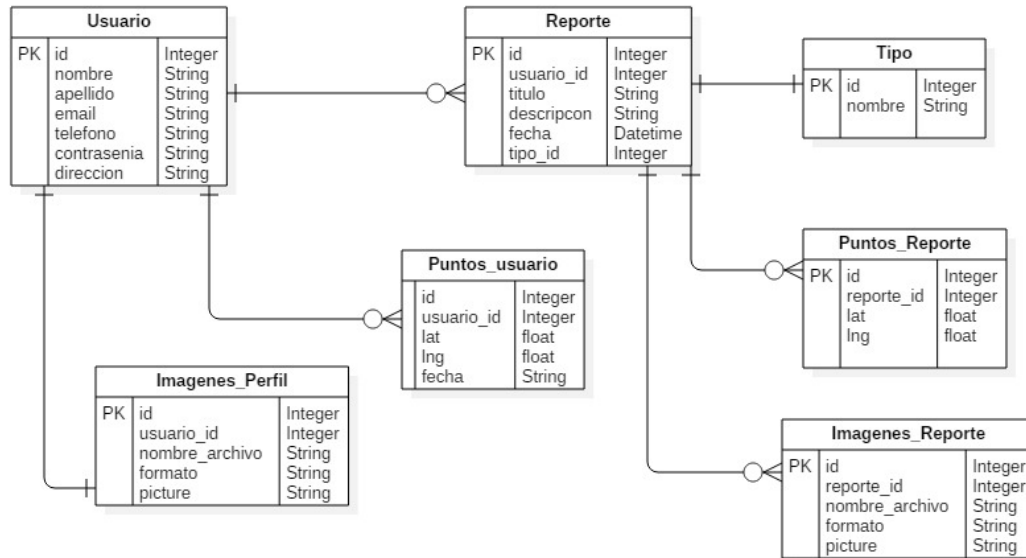 Usuario
PK id Integer
nombre String
apellido String
email String
telefono String
contrasenia String
direccion String
Reporte
PK id Integer
usuario_id Integer
titulo String
descripcon String
fecha Datetime
tipo_id Integer
Tipo
PK id Integer
nombre String
Puntos_usuario
id Integer
usuario_id Integer
lat float
lng float
fecha String
Puntos_Reporte
PK id Integer
reporte_id Integer
lat float
lng float
Imagenes_Perfil
PK id Integer
usuario_id Integer
nombre_archivo String
formato String
picture String
Imagenes_Reporte
PK id Integer
reporte_id Integer
nombre_archivo String
formato String
picture String